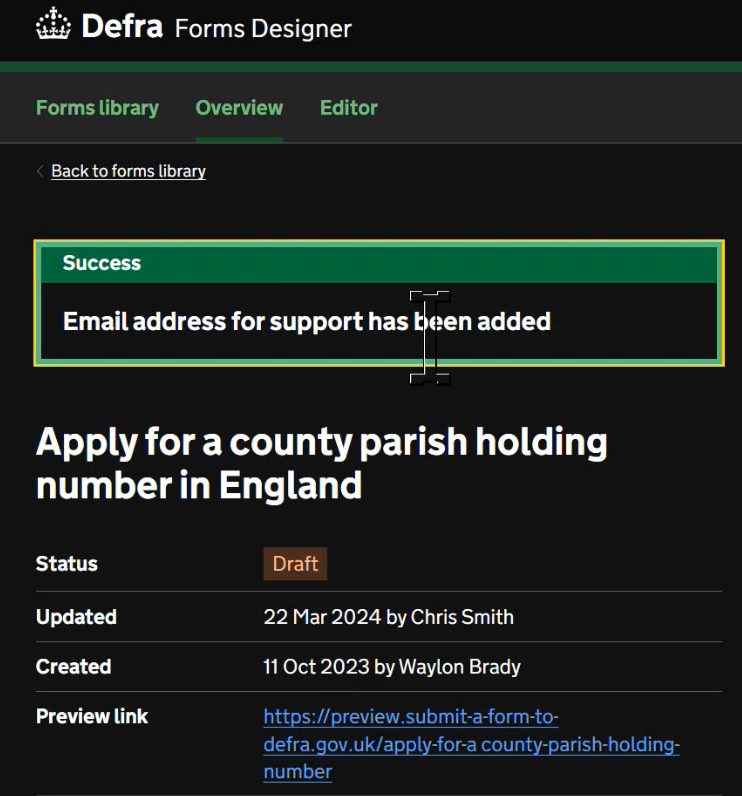 Defra Forms Designer
Forms library Overview Editor
Back to forms library
Success
Email address for support has been added
Apply for a county parish holding
number in England
Status Draft
Updated 22 Mar 2024 by Chris Smith
Created 11 Oct 2023 by Waylon Brady
Preview link https://preview.submit-a-form-to-
defra.gov.uk/apply-for-a county-parish-holding-
number